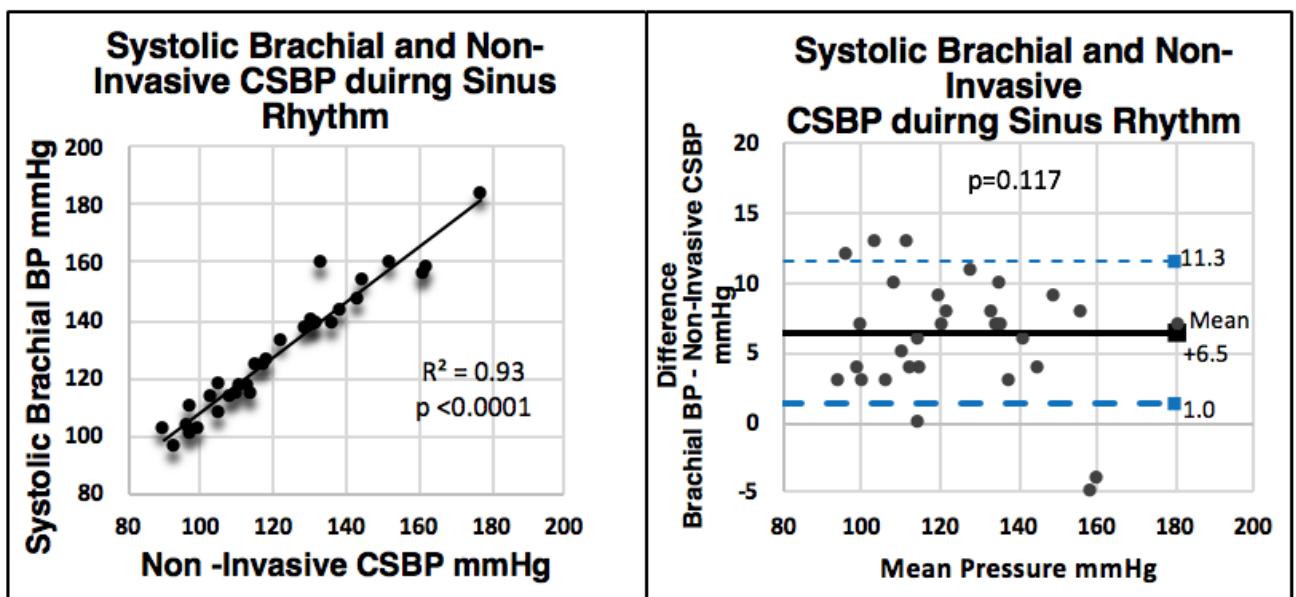 Systolic Brachial and Non-
Invasive CSBP duirng Sinus
Rhythm
Systolic Brachial BP mmHg
200
180
160
140
120
100
80
R² = 0.93
p <0.0001
80 100 120 140 160 180 200
Non -Invasive CSBP mmHg
Systolic Brachial and Non-
Invasive
CSBP duirng Sinus Rhythm
Difference
Brachial BP - Non-Invasive CSBP
mmHg
20
15
10
5
0
-5
p=0.117
11.3
Mean
+6.5
1.0
80 100 120 140 160 180 200
Mean Pressure mmHg